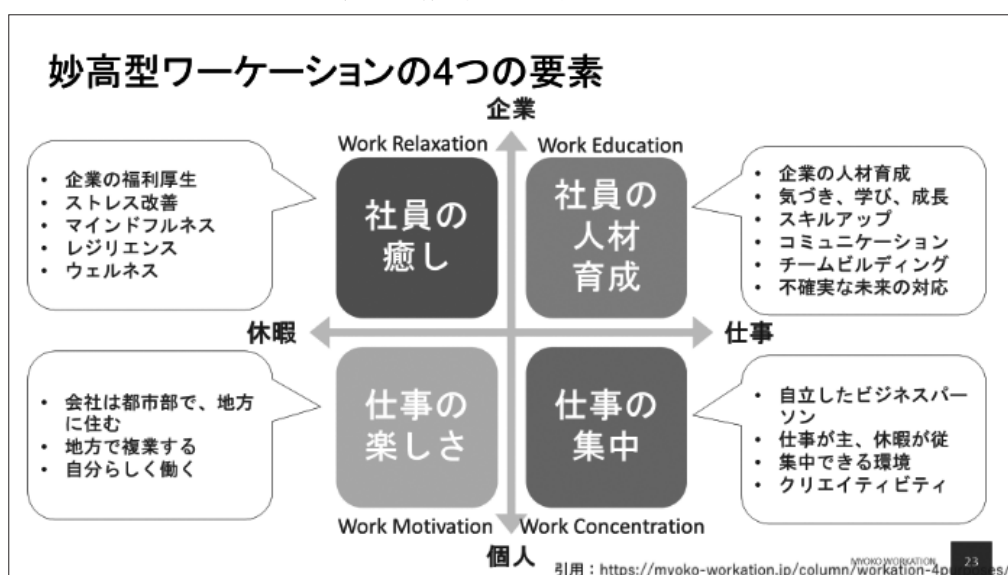 妙高型ワーケーションの4つの要素
企業
Work Relaxation
Work Education
• 企業の福利厚生
• ストレス改善
• マインドフルネス
• レジリエンス
• ウェルネス
社員の
癒し
社員の
人材
育成
• 企業の人材育成
• 気づき、学び、成長
• スキルアップ
• コミュニケーション
• チームビルディング
• 不確実な未来の対応
休暇
仕事
• 会社は都市部で、地方
に住む
• 地方で複業する
• 自分らしく働く
仕事の
楽しさ
仕事の
集中
• 自立したビジネスパー
ソン
• 仕事が主、休暇が従
• 集中できる環境
• クリエイティビティ
Work Motivation
Work Concentration
個人
MYOKO WORKATION
23
引用：https://myoko-workation.jp/column/workation-4purposes/